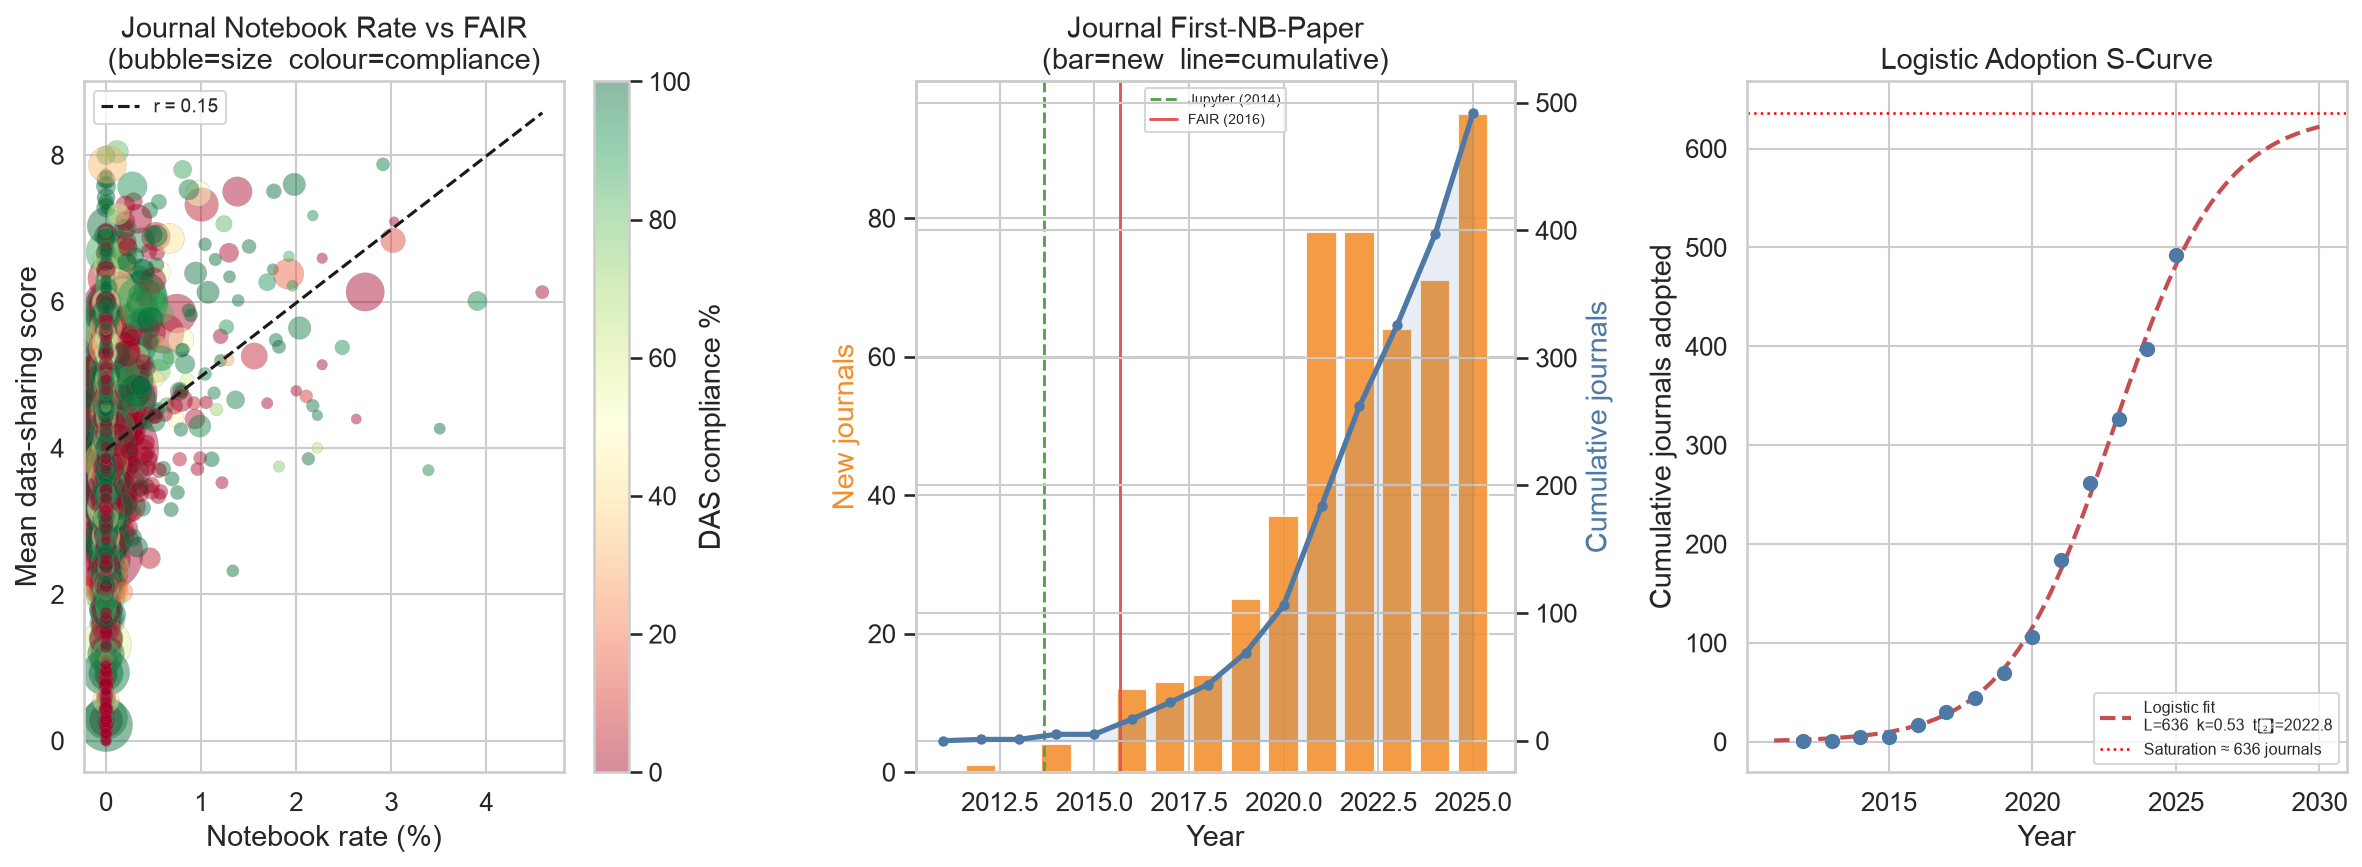 Journal Notebook Rate vs FAIR
(bubble=size  colour=compliance)
r = 0.15
8
6
4
2
0
Mean data-sharing score
0
1
2
3
4
Notebook rate (%)
100
80
60
40
20
0
DAS compliance %
Journal First-NB-Paper
(bar=new  line=cumulative)
Jupyter (2014)
FAIR (2016)
80
60
40
20
0
New journals
500
400
300
200
100
0
Cumulative journals
2012.5
2015.0
2017.5
2020.0
2022.5
2025.0
Year
Logistic Adoption S-Curve
600
500
400
300
200
100
0
Cumulative journals adopted
Logistic fit
L=636  k=0.53  t₂=2022.8
Saturation ≈ 636 journals
2015
2020
2025
2030
Year